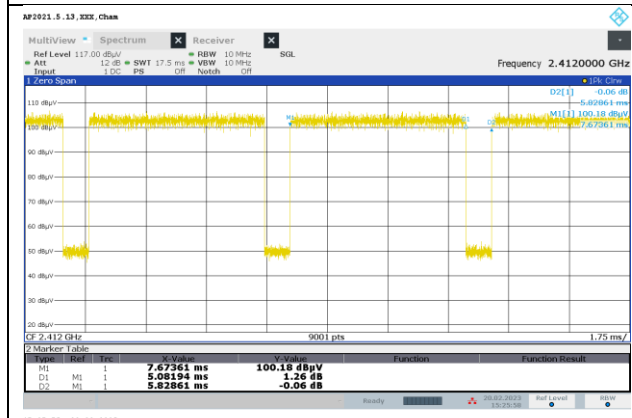 AP2021.5.13,XXX,Cham
MultiView Spectrum X Receiver X
Ref Level 117.00 dBµV RBW 10 MHz SGL
Att 12 dB SWT 17.5 ms VBW 10 MHz Frequency 2.4120000 GHz
Input 1 DC PS Off Notch Off
1 Zero Span 1Pk Clrw
D2[1] -0.06 dB
5.82861 ms
M1[1] 100.18 dBµV
7.67361 ms
110 dBµV
M1 D1 D2
100 dBµV
90 dBµV
80 dBµV
70 dBµV
60 dBµV
50 dBµV
40 dBµV
30 dBµV
20 dBµV
CF 2.412 GHz 9001 pts 1.75 ms/
2 Marker Table
Type Ref Trc X-Value Y-Value Function Function Result
M1 1 7.67361 ms 100.18 dBµV
D1 M1 1 5.08194 ms 1.26 dB
D2 M1 1 5.82861 ms -0.06 dB
Ready 20.02.2023 Ref Level RBW
15:25:56